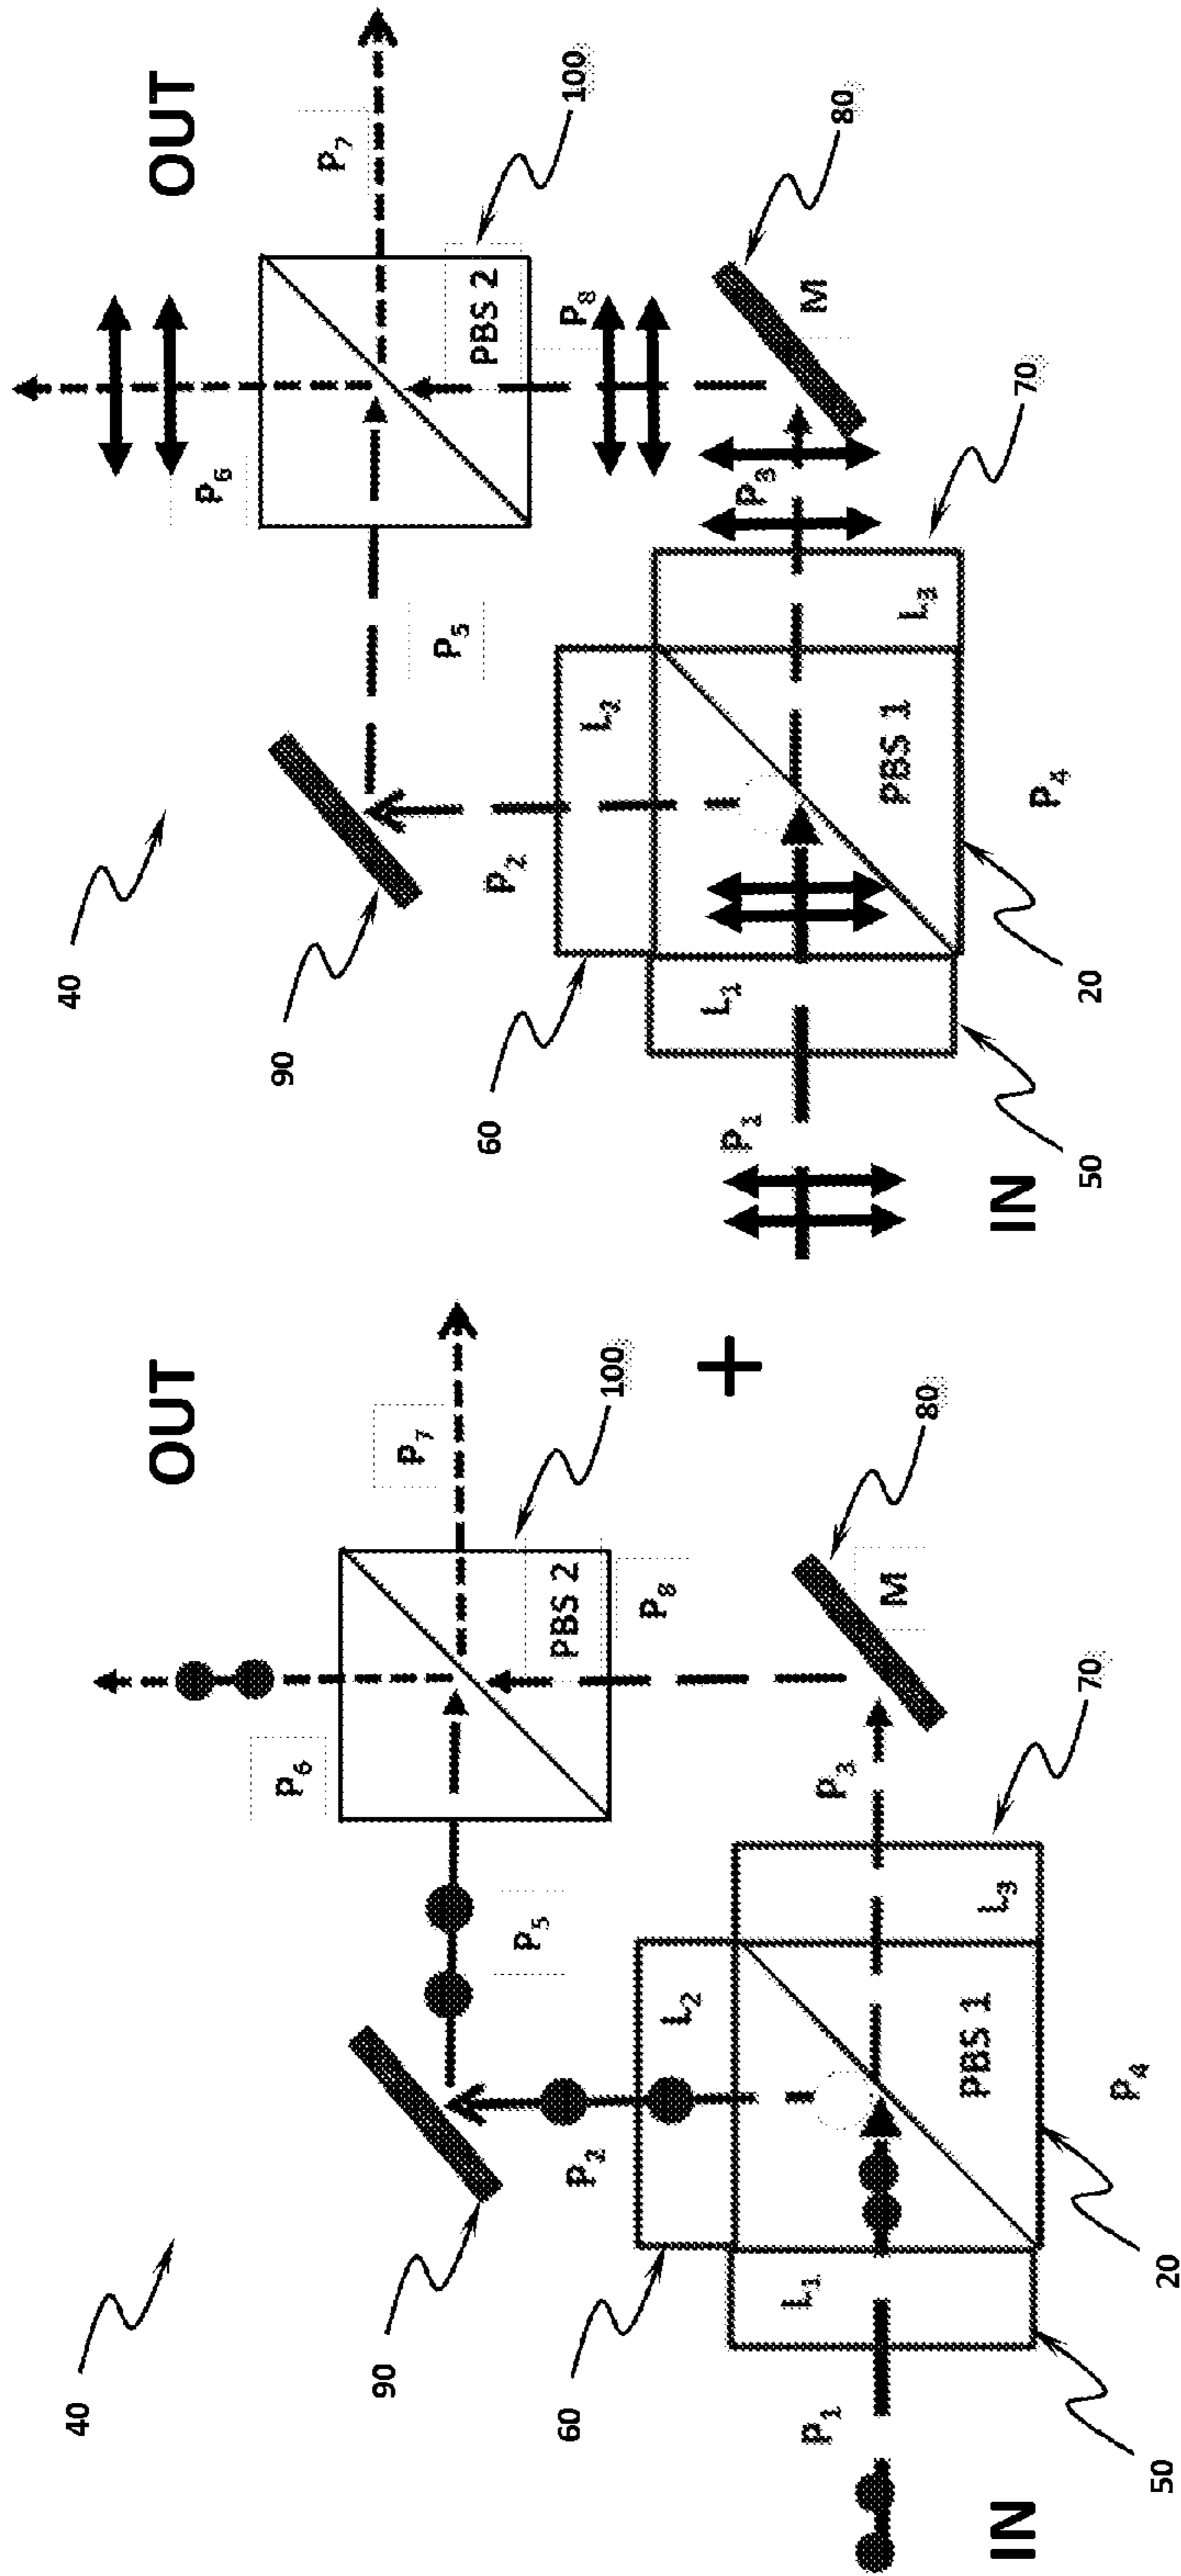 40
90
60
IN
P₁
50
L₁
20
P₂
L₂
PBS 1
P₄
L₃
70
P₃
P₅
M
80
P₆
PBS 2
P₈
100
P₇
OUT
+
40
90
60
IN
P₁
50
L₁
20
P₂
L₂
PBS 1
P₄
L₃
70
P₃
P₅
M
80
P₆
PBS 2
P₈
100
P₇
OUT